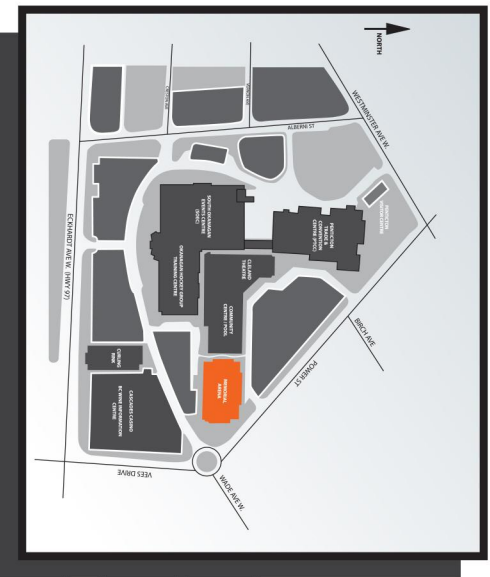 NORTH
WESTMINSTER AVE W.
ALBERNI ST
PENTICTON
TRADE &
CONVENTION
CENTRE (PTCC)
SOUTH OKANAGAN
EVENTS CENTRE
(SOEC)
OKANAGAN HOCKEY GROUP
TRAINING CENTRE
CLELAND
THEATRE
COMMUNITY
CENTRE / POOL
MEMORIAL
ARENA
BIRCH AVE
POWER ST
ECKHARDT AVE W. (HWY 97)
CURLING
RINK
CASCADES CASINO
BC WINE INFORMATION
CENTRE
VEES DRIVE
WADE AVE W.